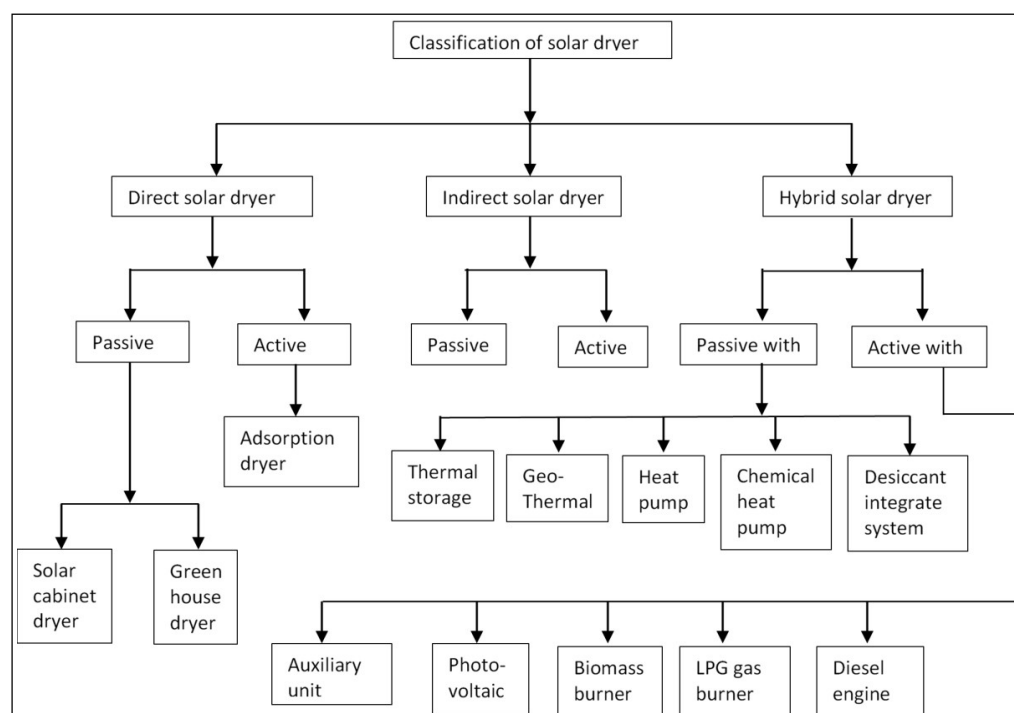 Classification of solar dryer
Direct solar dryer
Indirect solar dryer
Hybrid solar dryer
Passive
Active
Passive
Active
Passive with
Active with
Adsorption
dryer
Thermal
storage
Geo-
Thermal
Heat
pump
Chemical
heat
pump
Desiccant
integrate
system
Solar
cabinet
dryer
Green
house
dryer
Auxiliary
unit
Photo-
voltaic
Biomass
burner
LPG gas
burner
Diesel
engine